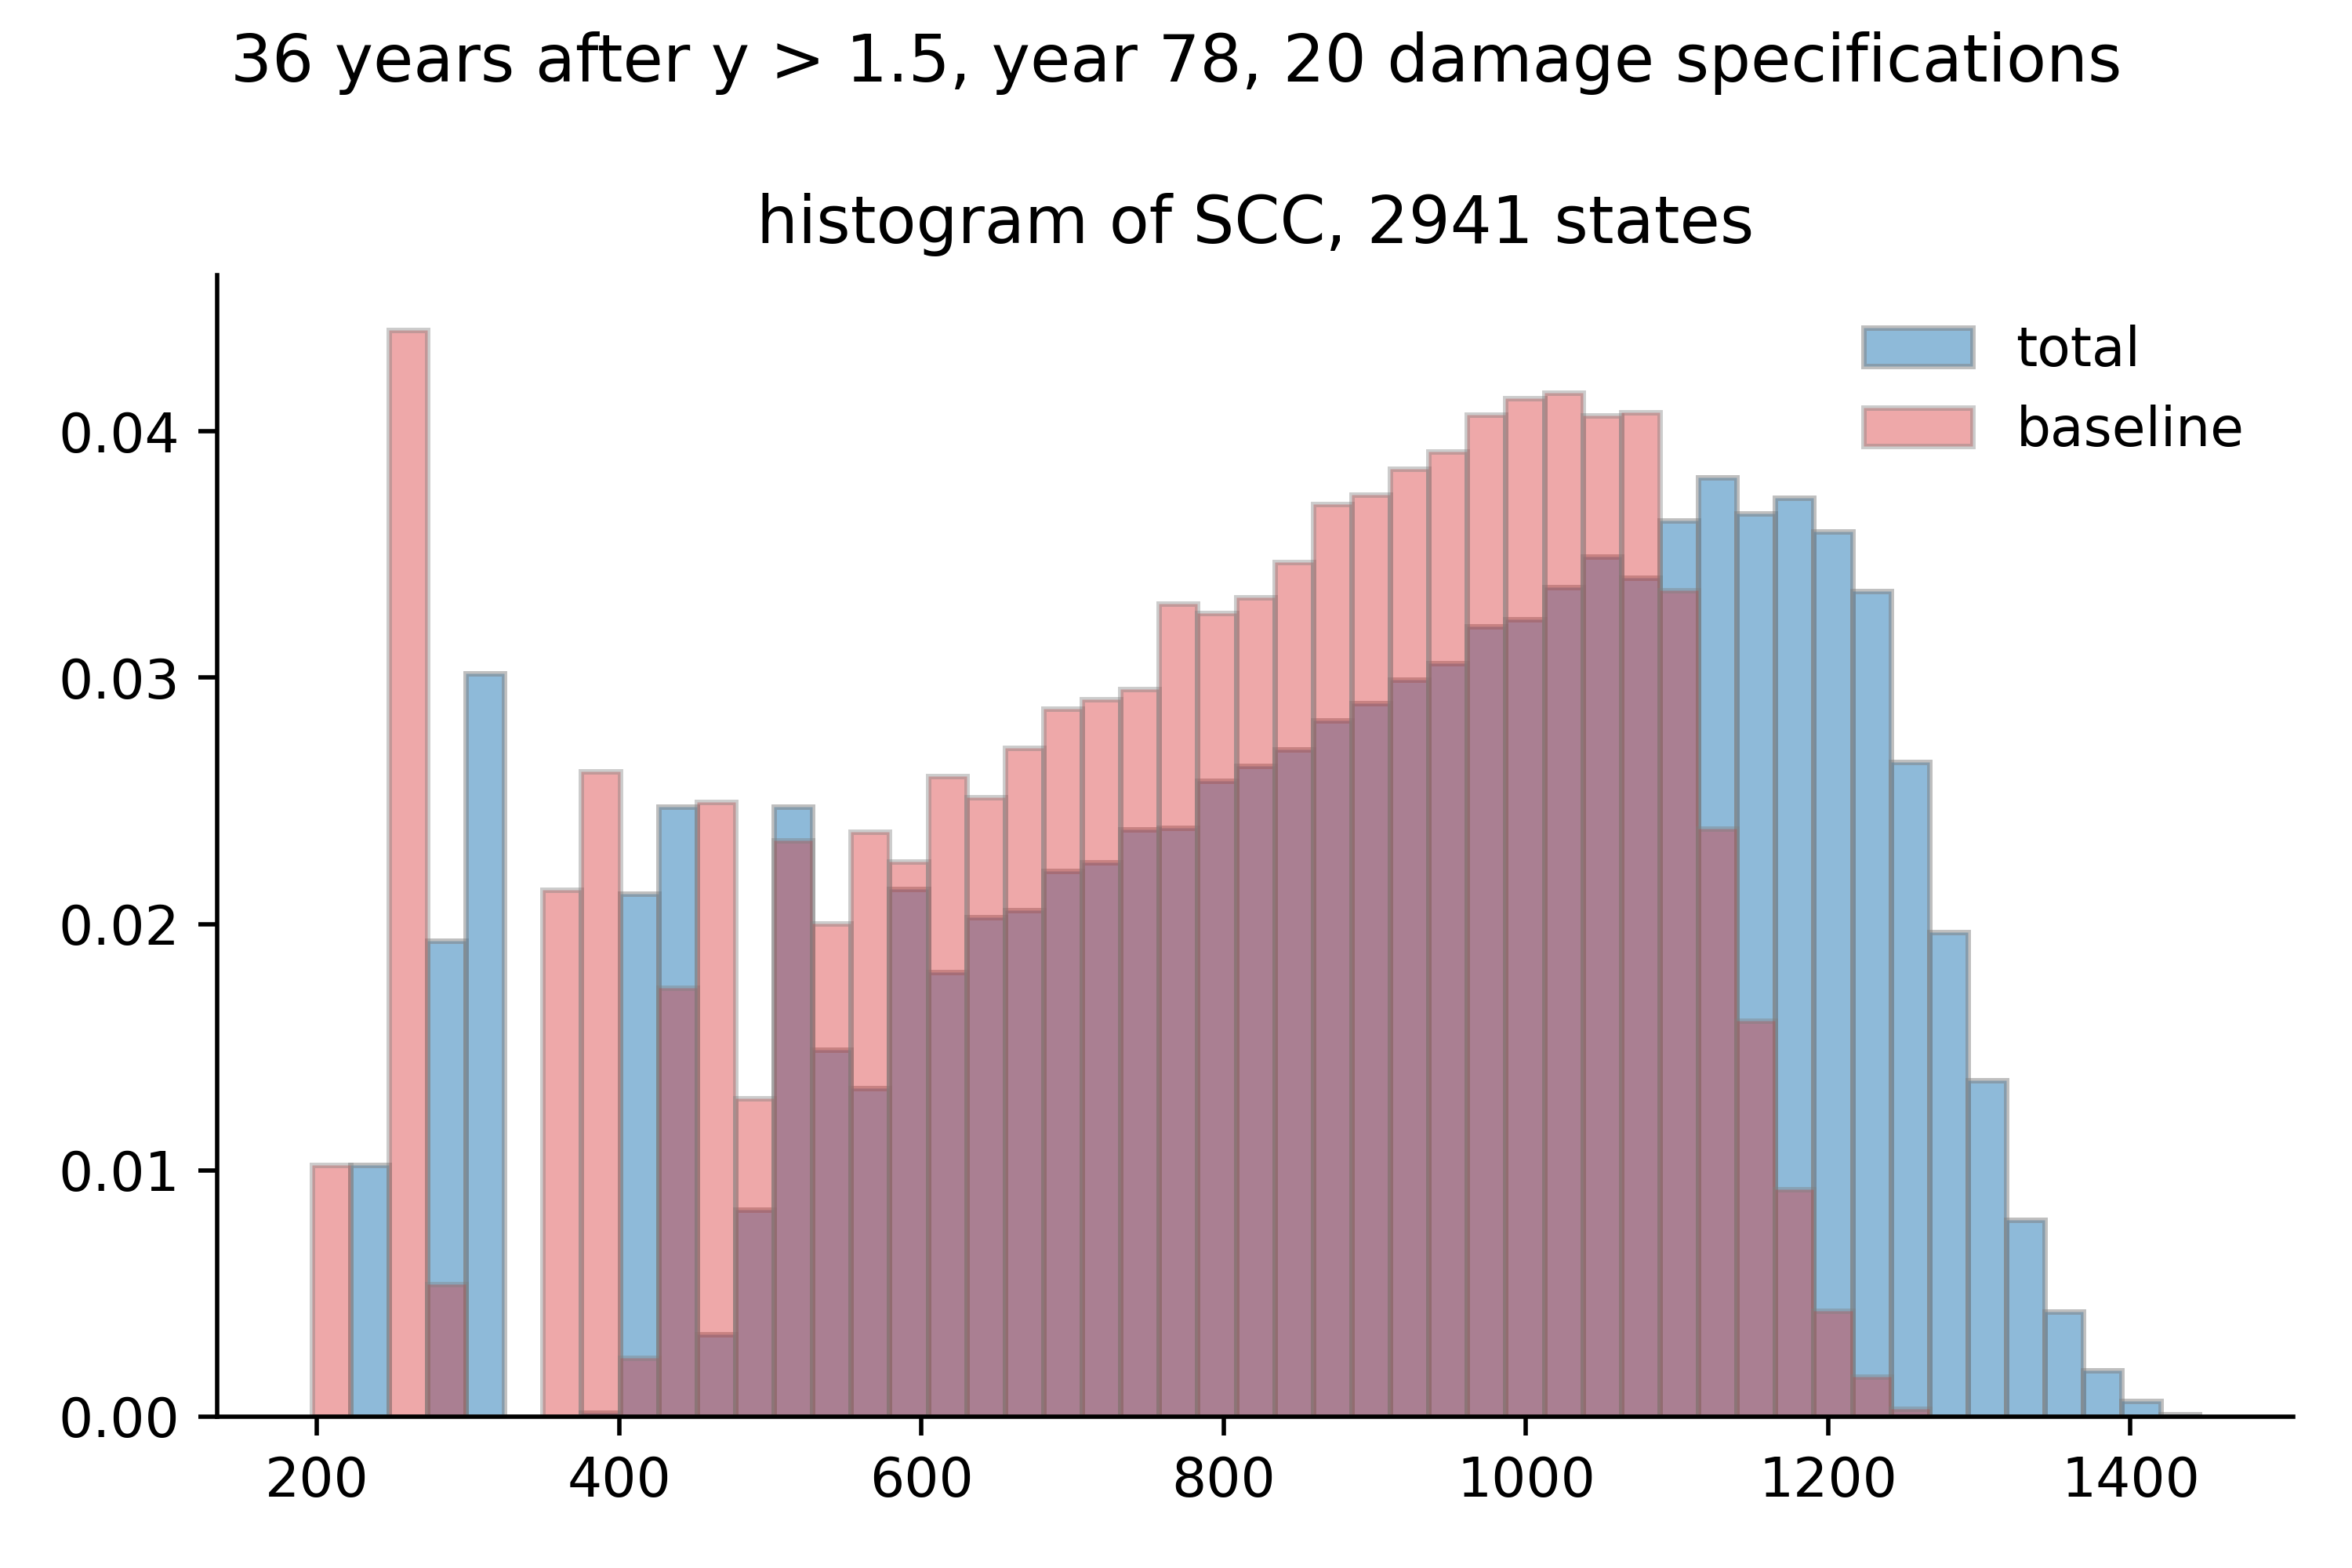 36 years after y > 1.5, year 78, 20 damage specifications
histogram of SCC, 2941 states
total
baseline
0.04
0.03
0.02
0.01
0.00
200 400 600 800 1000 1200 1400